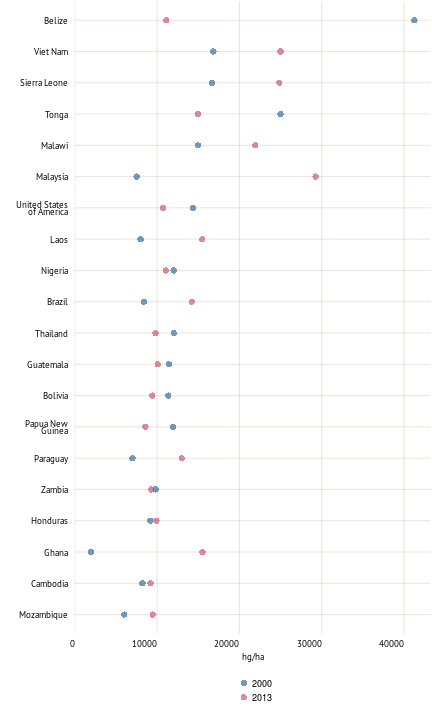 Belize
Viet Nam
Sierra Leone
Tonga
Malawi
Malaysia
United States
of America
Laos
Nigeria
Brazil
Thailand
Guatemala
Bolivia
Papua New
Guinea
Paraguay
Zambia
Honduras
Ghana
Cambodia
Mozambique
0 10000 20000 30000 40000
hg/ha
2000
2013